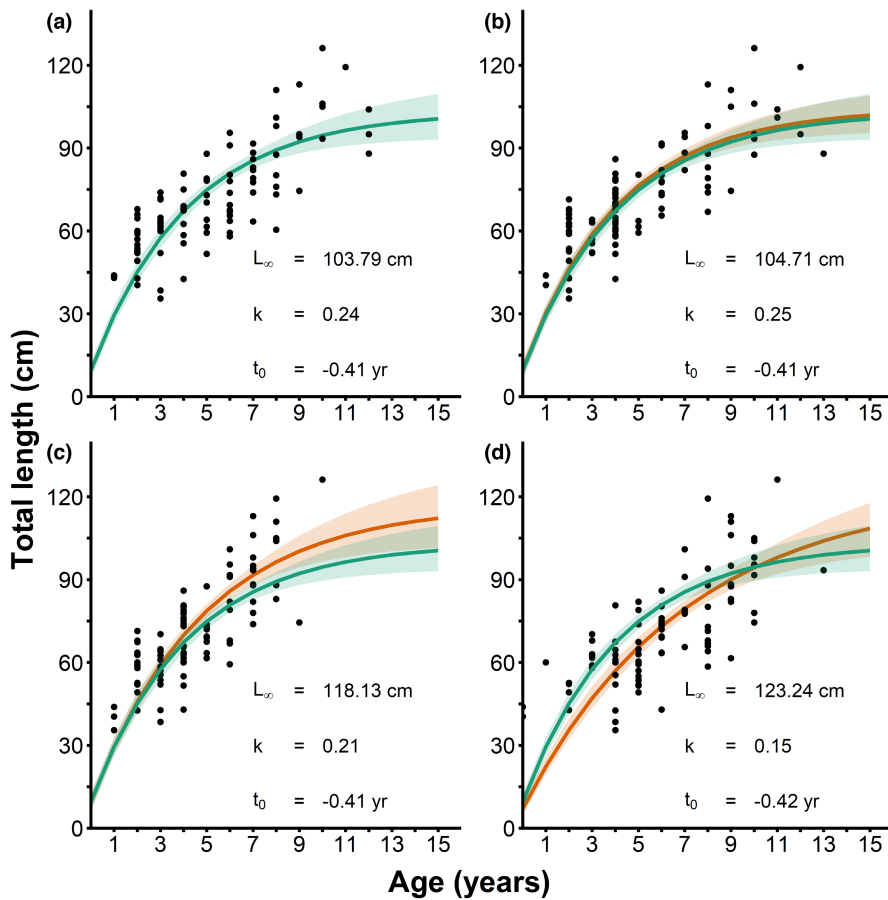 (a)
120
90
60
30
0
L∞ = 103.79 cm
k = 0.24
t0 = -0.41 yr
1 3 5 7 9 11 13 15
(b)
120
90
60
30
0
L∞ = 104.71 cm
k = 0.25
t0 = -0.41 yr
1 3 5 7 9 11 13 15
Total length (cm)
(c)
120
90
60
30
0
L∞ = 118.13 cm
k = 0.21
t0 = -0.41 yr
1 3 5 7 9 11 13 15
(d)
120
90
60
30
0
L∞ = 123.24 cm
k = 0.15
t0 = -0.42 yr
1 3 5 7 9 11 13 15
Age (years)